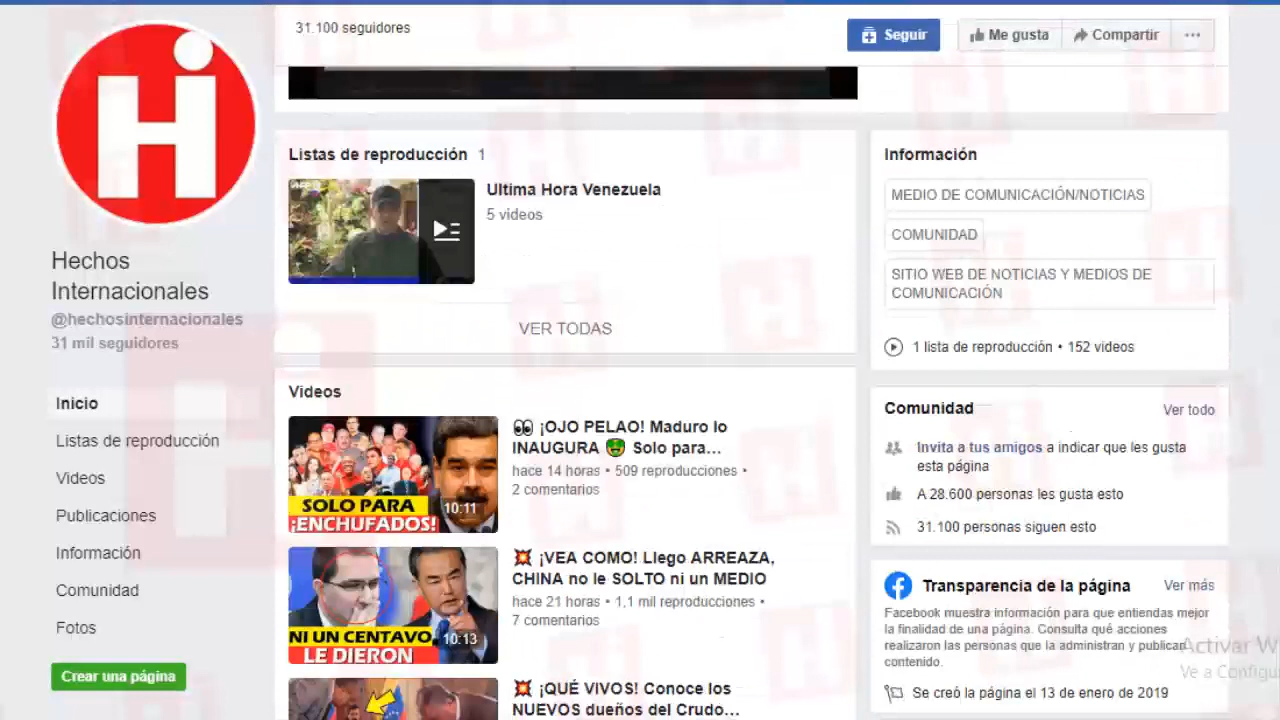 31.100 seguidores
Seguir
Me gusta
Compartir
Hechos
Internacionales
@hechosinternacionales
31 mil seguidores
Inicio
Listas de reproducción
Videos
Publicaciones
Información
Comunidad
Fotos
Crear una página
Listas de reproducción 1
Ultima Hora Venezuela
5 videos
VER TODAS
Videos
SOLO PARA
¡ENCHUFADOS!
10:11
👀 ¡OJO PELAO! Maduro lo
INAUGURA 🤑 Solo para...
hace 14 horas • 509 reproducciones •
2 comentarios
NI UN CENTAVO
LE DIERON
10:13
💥 ¡VEA COMO! Llego ARREAZA,
CHINA no le SOLTO ni un MEDIO
hace 21 horas • 1,1 mil reproducciones •
7 comentarios
💥 ¡QUÉ VIVOS! Conoce los
NUEVOS dueños del Crudo...
Información
MEDIO DE COMUNICACIÓN/NOTICIAS
COMUNIDAD
SITIO WEB DE NOTICIAS Y MEDIOS DE
COMUNICACIÓN
1 lista de reproducción • 152 videos
Comunidad
Ver todo
Invita a tus amigos a indicar que les gusta
esta página
A 28.600 personas les gusta esto
31.100 personas siguen esto
Transparencia de la página
Ver más
Facebook muestra información para que entiendas mejor
la finalidad de una página. Consulta qué acciones
realizaron las personas que la administran y publican
contenido.
Se creó la página el 13 de enero de 2019
Activar W
Ve a Configu